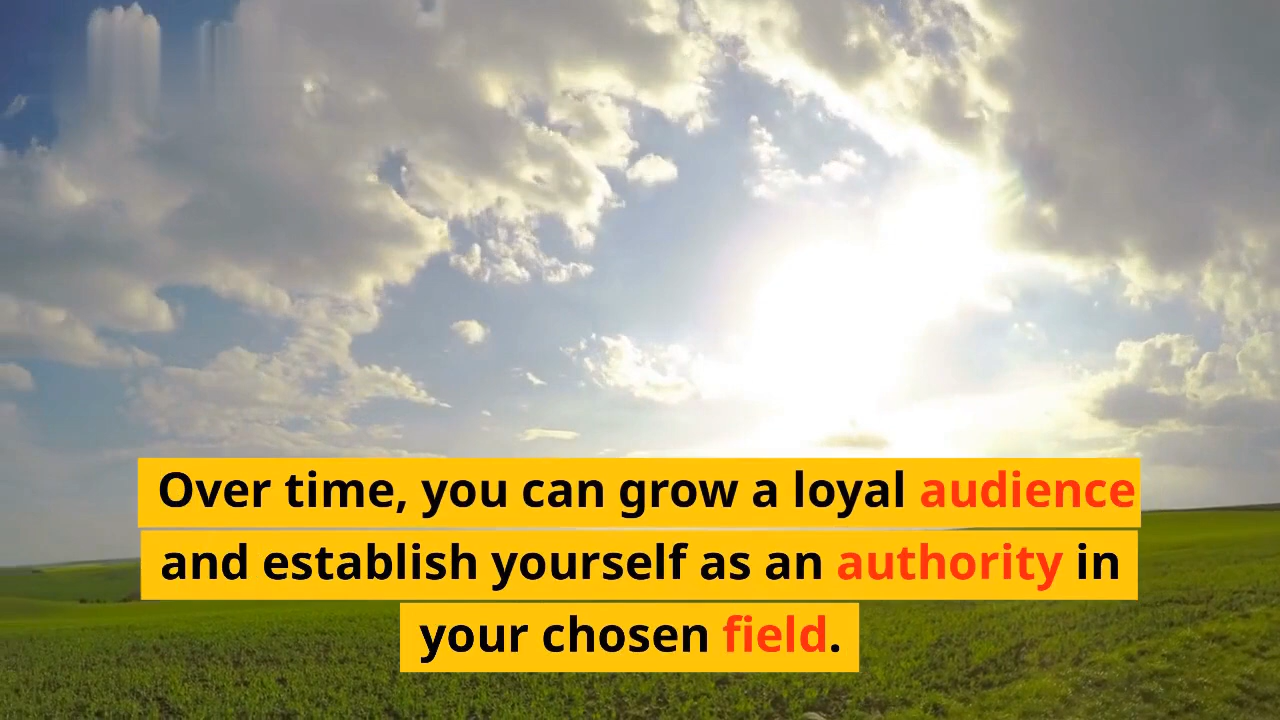 Over time, you can grow a loyal audience
and establish yourself as an authority in
your chosen field.